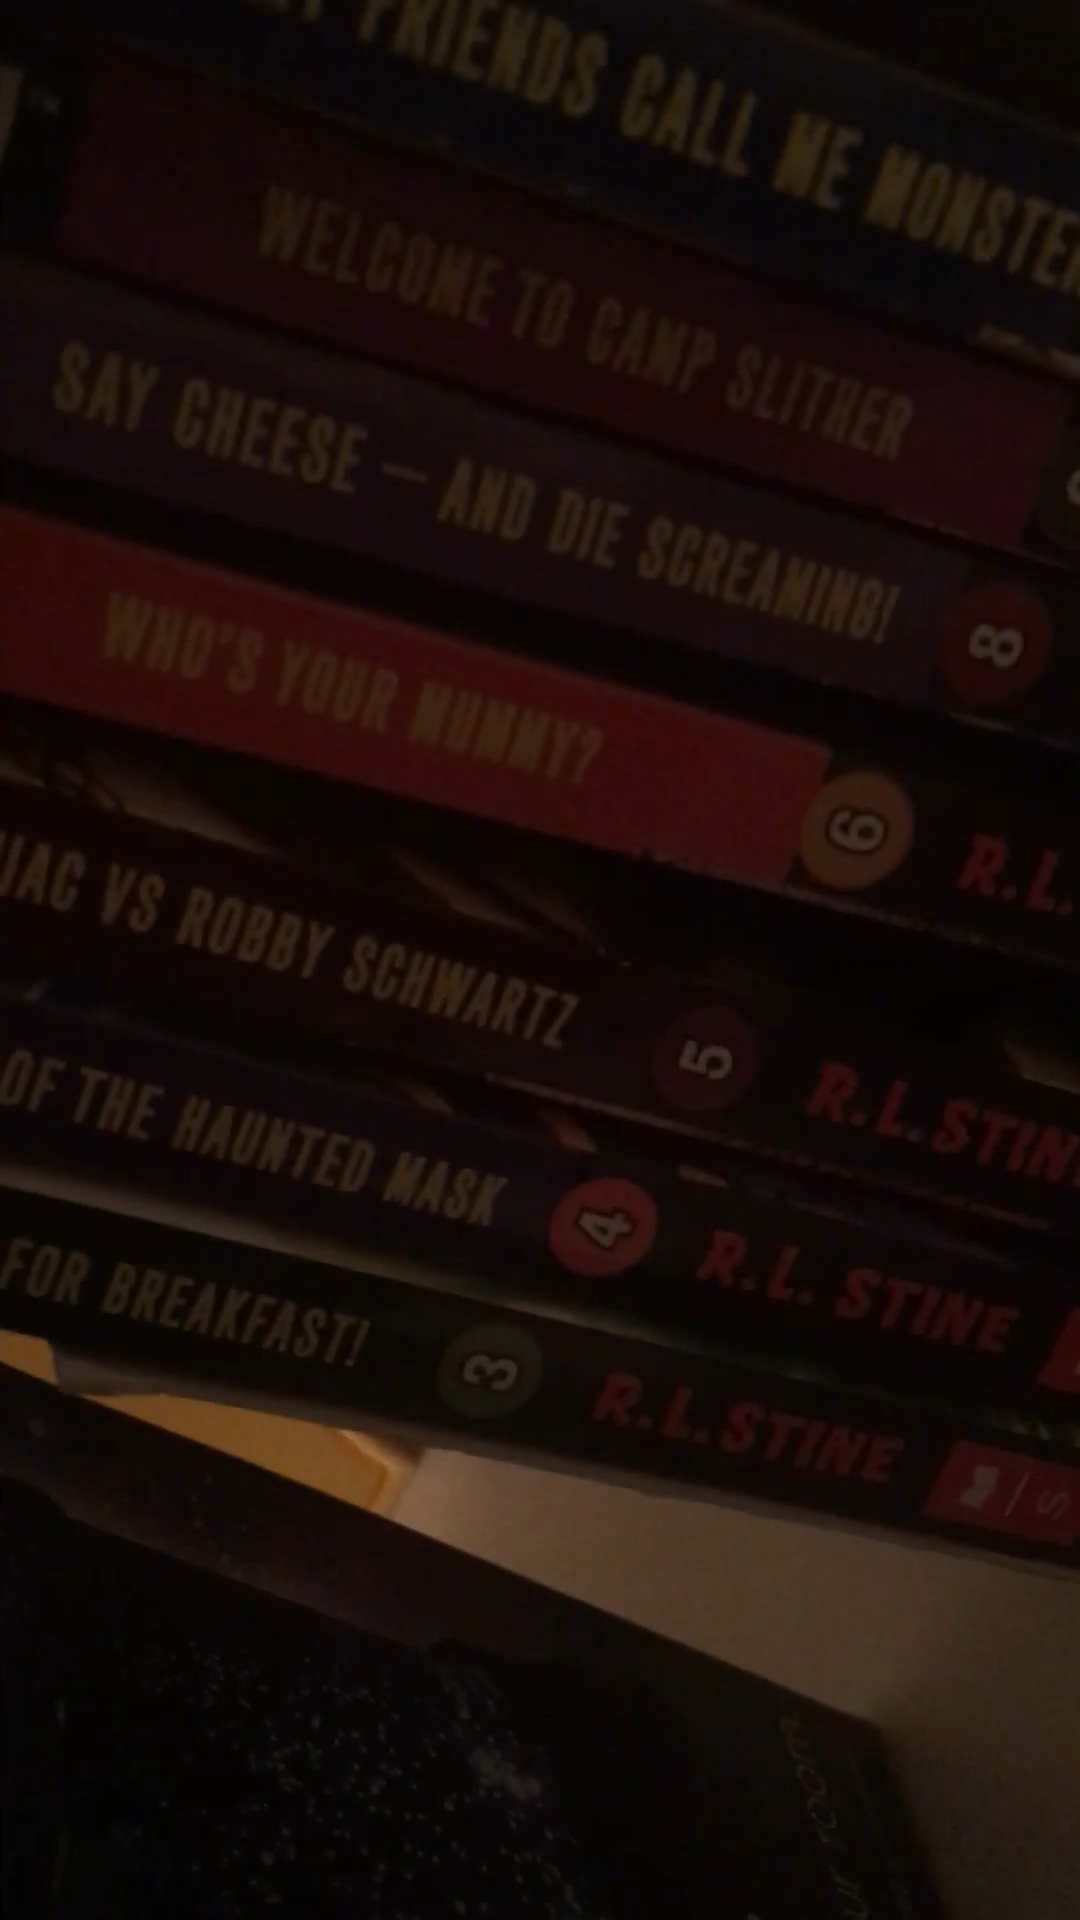 FRIENDS CALL ME MONSTER
WELCOME TO CAMP SLITHER
SAY CHEESE — AND DIE SCREAMING! 8
WHO'S YOUR MUMMY? 6 R.L.
VS ROBBY SCHWARTZ 5 R.L. STINE
OF THE HAUNTED MASK 4 R.L. STINE
FOR BREAKFAST! 3 R.L. STINE